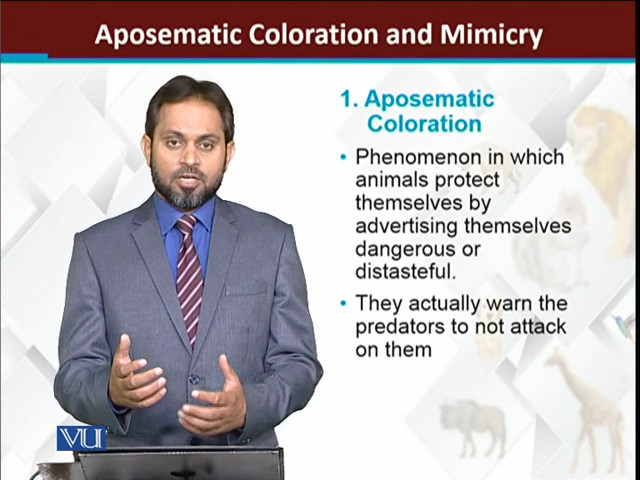 Aposematic Coloration and Mimicry
1. Aposematic
Coloration
• Phenomenon in which
animals protect
themselves by
advertising themselves
dangerous or
distasteful.
• They actually warn the
predators to not attack
on them
VU